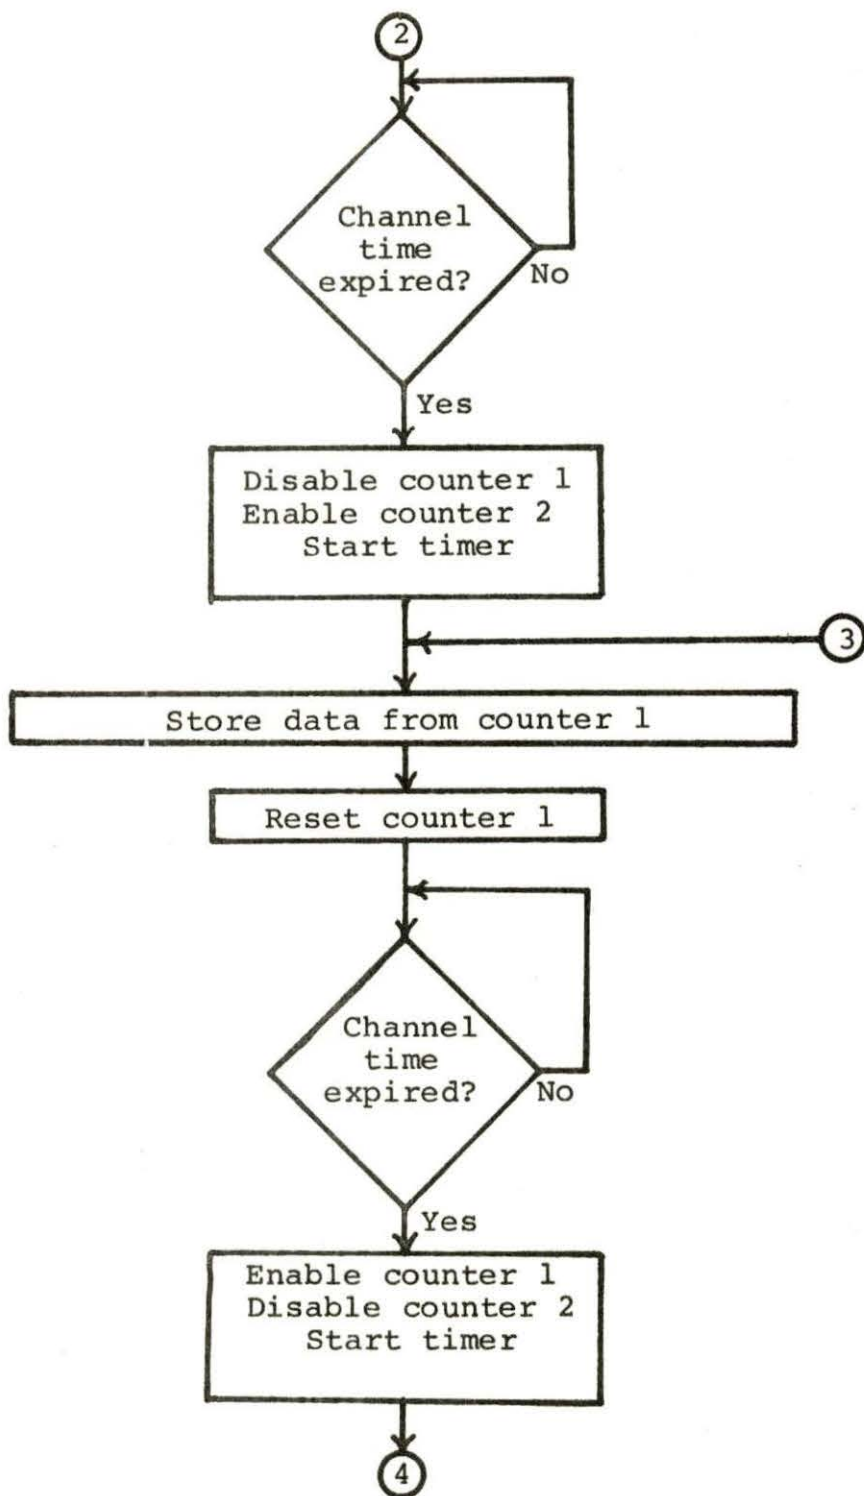 2
Channel
time
expired?
No
Yes
Disable counter 1
Enable counter 2
Start timer
3
Store data from counter 1
Reset counter 1
Channel
time
expired?
No
Yes
Enable counter 1
Disable counter 2
Start timer
4